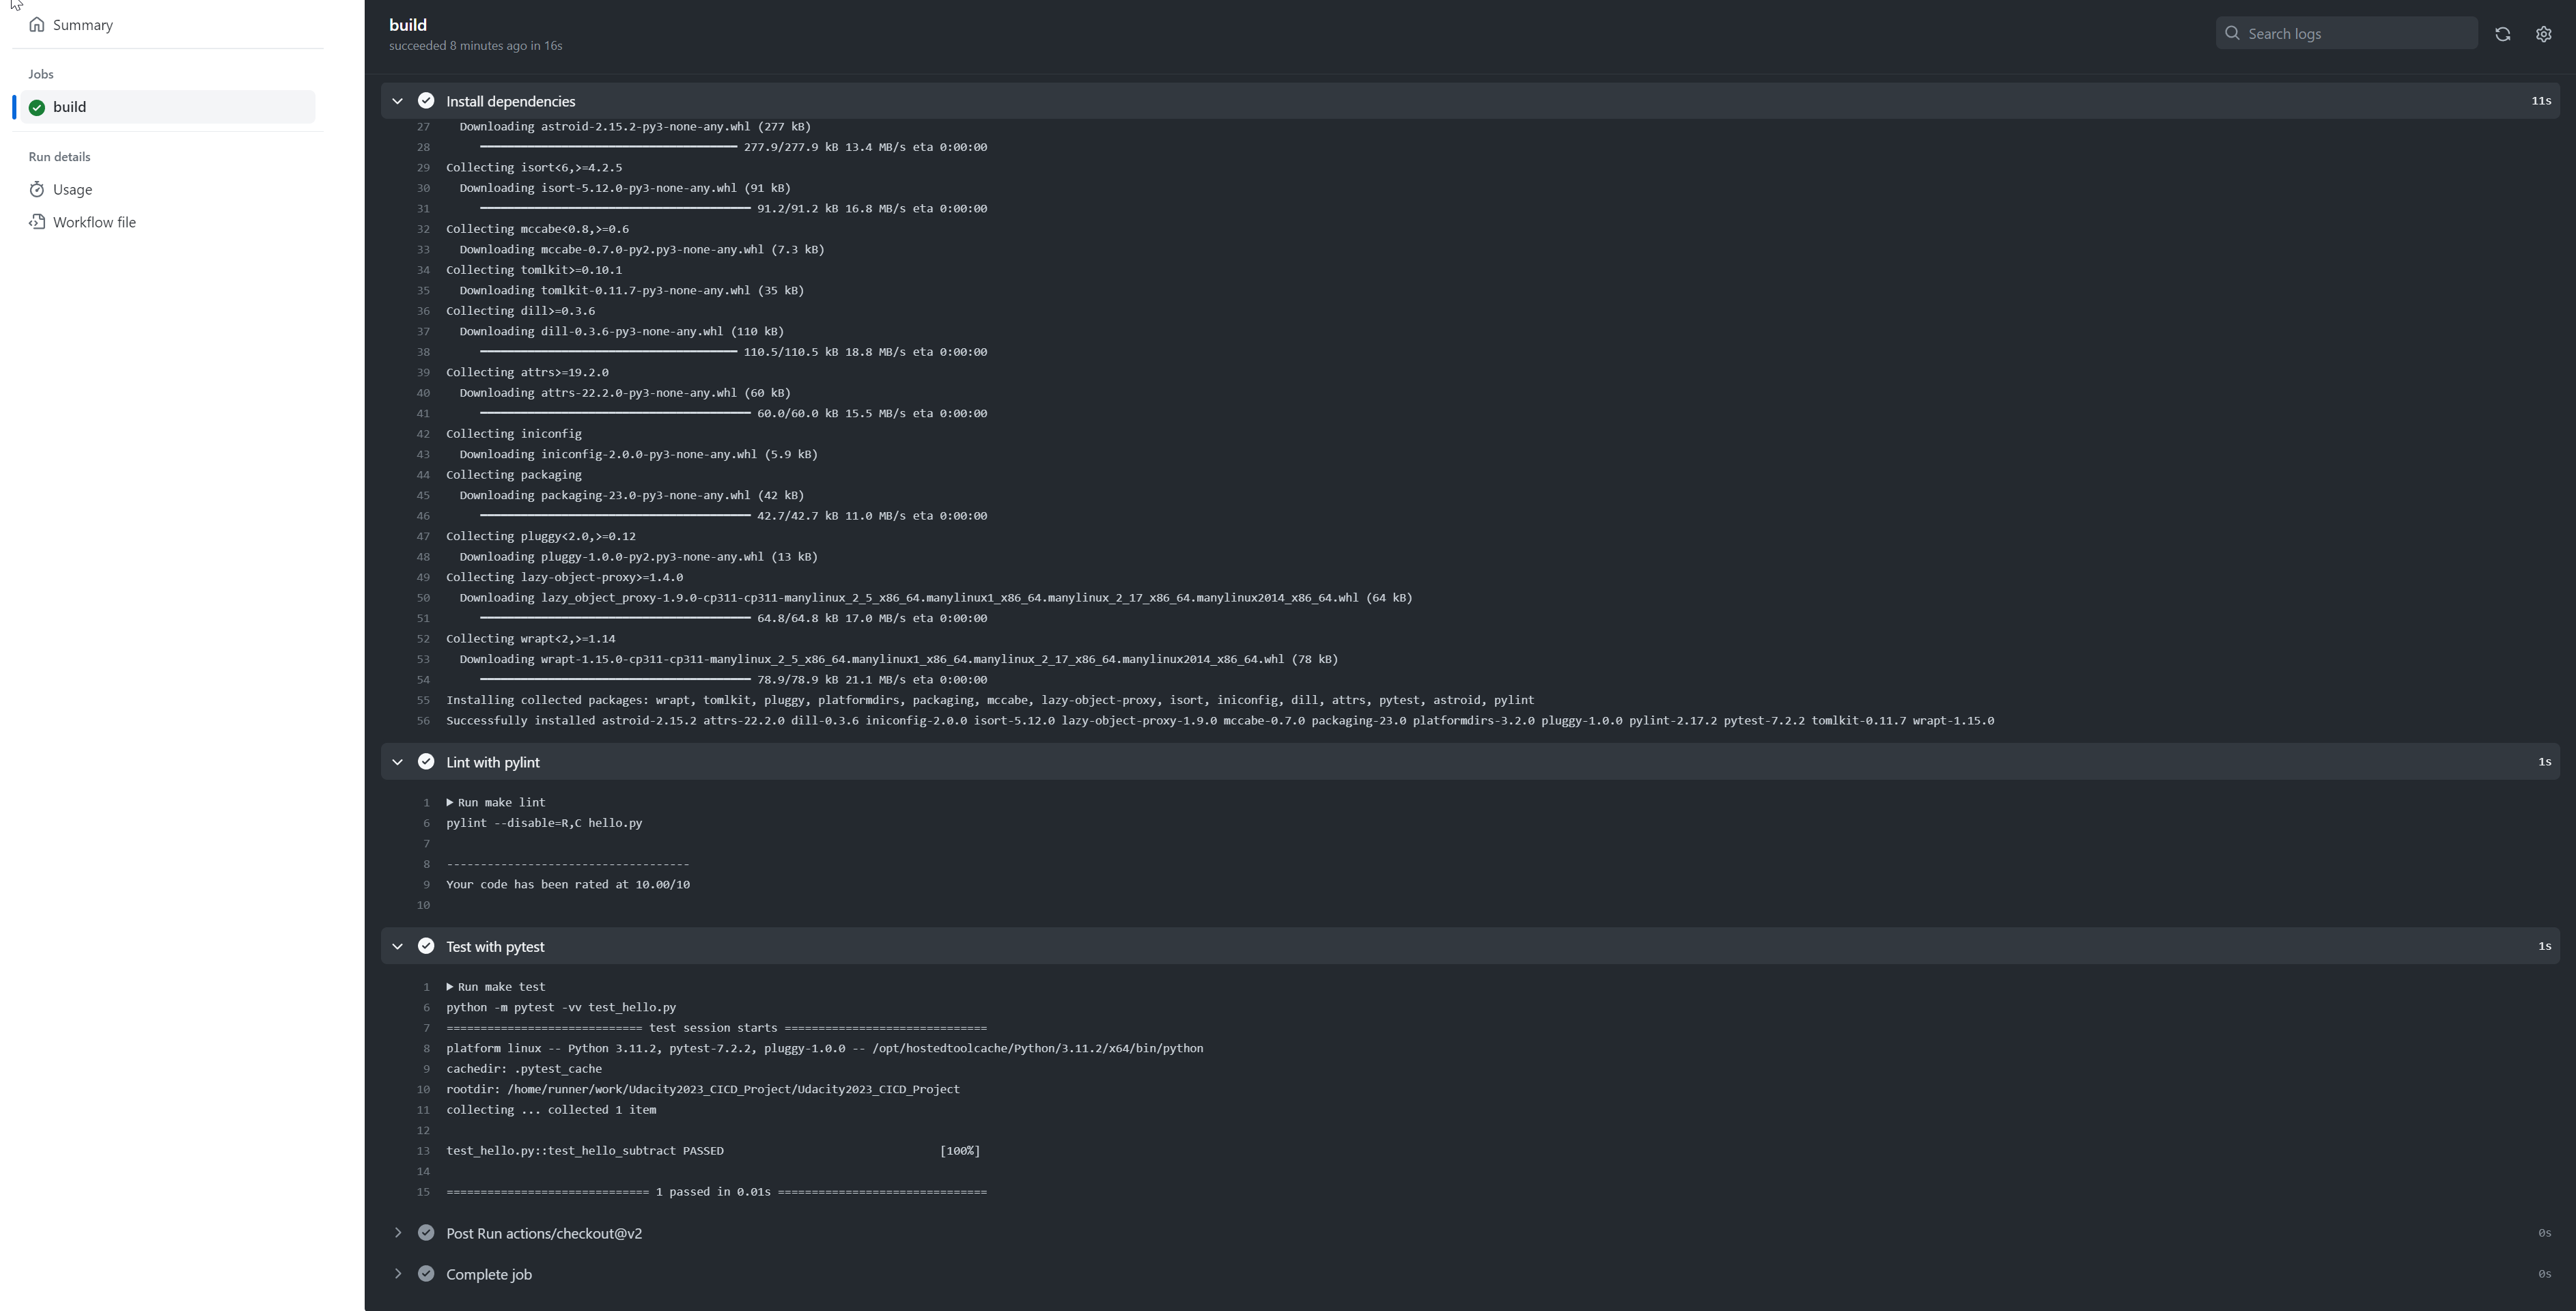 Summary
Jobs
build
Run details
Usage
Workflow file
build
succeeded 8 minutes ago in 16s
Search logs
Install dependencies 11s
27 Downloading astroid-2.15.2-py3-none-any.whl (277 kB)
28 ━━━━━━━━━━━━━━━━━━━━━━━━━━━━━━━━━━━━━━ 277.9/277.9 kB 13.4 MB/s eta 0:00:00
29 Collecting isort<6,>=4.2.5
30 Downloading isort-5.12.0-py3-none-any.whl (91 kB)
31 ━━━━━━━━━━━━━━━━━━━━━━━━━━━━━━━━━━━━━━━━ 91.2/91.2 kB 16.8 MB/s eta 0:00:00
32 Collecting mccabe<0.8,>=0.6
33 Downloading mccabe-0.7.0-py2.py3-none-any.whl (7.3 kB)
34 Collecting tomlkit>=0.10.1
35 Downloading tomlkit-0.11.7-py3-none-any.whl (35 kB)
36 Collecting dill>=0.3.6
37 Downloading dill-0.3.6-py3-none-any.whl (110 kB)
38 ━━━━━━━━━━━━━━━━━━━━━━━━━━━━━━━━━━━━━━ 110.5/110.5 kB 18.8 MB/s eta 0:00:00
39 Collecting attrs>=19.2.0
40 Downloading attrs-22.2.0-py3-none-any.whl (60 kB)
41 ━━━━━━━━━━━━━━━━━━━━━━━━━━━━━━━━━━━━━━━━ 60.0/60.0 kB 15.5 MB/s eta 0:00:00
42 Collecting iniconfig
43 Downloading iniconfig-2.0.0-py3-none-any.whl (5.9 kB)
44 Collecting packaging
45 Downloading packaging-23.0-py3-none-any.whl (42 kB)
46 ━━━━━━━━━━━━━━━━━━━━━━━━━━━━━━━━━━━━━━━━ 42.7/42.7 kB 11.0 MB/s eta 0:00:00
47 Collecting pluggy<2.0,>=0.12
48 Downloading pluggy-1.0.0-py2.py3-none-any.whl (13 kB)
49 Collecting lazy-object-proxy>=1.4.0
50 Downloading lazy_object_proxy-1.9.0-cp311-cp311-manylinux_2_5_x86_64.manylinux1_x86_64.manylinux_2_17_x86_64.manylinux2014_x86_64.whl (64 kB)
51 ━━━━━━━━━━━━━━━━━━━━━━━━━━━━━━━━━━━━━━━━ 64.8/64.8 kB 17.0 MB/s eta 0:00:00
52 Collecting wrapt<2,>=1.14
53 Downloading wrapt-1.15.0-cp311-cp311-manylinux_2_5_x86_64.manylinux1_x86_64.manylinux_2_17_x86_64.manylinux2014_x86_64.whl (78 kB)
54 ━━━━━━━━━━━━━━━━━━━━━━━━━━━━━━━━━━━━━━━━ 78.9/78.9 kB 21.1 MB/s eta 0:00:00
55 Installing collected packages: wrapt, tomlkit, pluggy, platformdirs, packaging, mccabe, lazy-object-proxy, isort, iniconfig, dill, attrs, pytest, astroid, pylint
56 Successfully installed astroid-2.15.2 attrs-22.2.0 dill-0.3.6 iniconfig-2.0.0 isort-5.12.0 lazy-object-proxy-1.9.0 mccabe-0.7.0 packaging-23.0 platformdirs-3.2.0 pluggy-1.0.0 pylint-2.17.2 pytest-7.2.2 tomlkit-0.11.7 wrapt-1.15.0
Lint with pylint 1s
1 ▶ Run make lint
6 pylint --disable=R,C hello.py
7
8 ------------------------------------
9 Your code has been rated at 10.00/10
10
Test with pytest 1s
1 ▶ Run make test
6 python -m pytest -vv test_hello.py
7 ============================= test session starts ==============================
8 platform linux -- Python 3.11.2, pytest-7.2.2, pluggy-1.0.0 -- /opt/hostedtoolcache/Python/3.11.2/x64/bin/python
9 cachedir: .pytest_cache
10 rootdir: /home/runner/work/Udacity2023_CICD_Project/Udacity2023_CICD_Project
11 collecting ... collected 1 item
12
13 test_hello.py::test_hello_subtract PASSED [100%]
14
15 ============================== 1 passed in 0.01s ===============================
Post Run actions/checkout@v2 0s
Complete job 0s